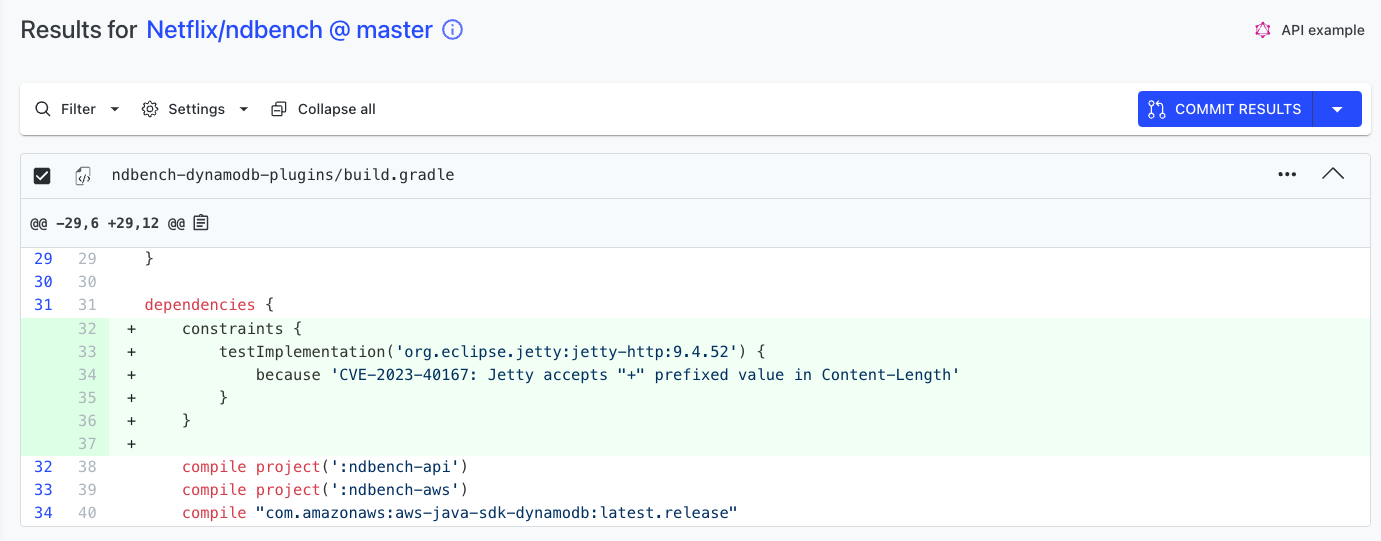 Results for Netflix/ndbench @ master
API example
Filter Settings Collapse all COMMIT RESULTS
ndbench-dynamodb-plugins/build.gradle
@@ -29,6 +29,12 @@
29 29 }
30 30
31 31 dependencies {
32 + constraints {
33 + testImplementation('org.eclipse.jetty:jetty-http:9.4.52') {
34 + because 'CVE-2023-40167: Jetty accepts "+" prefixed value in Content-Length'
35 + }
36 + }
37 +
32 38 compile project(':ndbench-api')
33 39 compile project(':ndbench-aws')
34 40 compile "com.amazonaws:aws-java-sdk-dynamodb:latest.release"